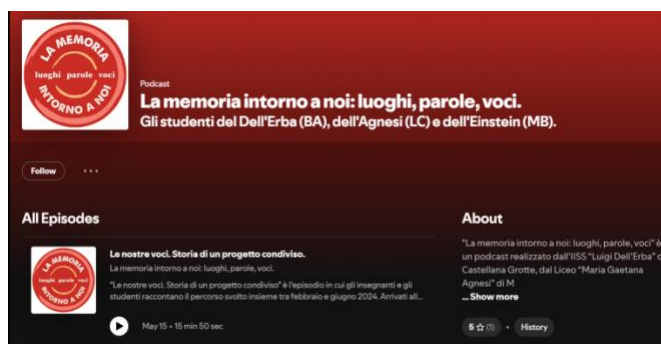 LA MEMORIA
luoghi parole voci
INTORNO A NOI
Podcast
La memoria intorno a noi: luoghi, parole, voci.
Gli studenti del Dell'Erba (BA), dell'Agnesi (LC) e dell'Einstein (MB).
Follow
All Episodes
LA MEMORIA
luoghi parole voci
INTORNO A NOI
Le nostre voci. Storia di un progetto condiviso.
La memoria intorno a noi: luoghi, parole, voci.
"Le nostre voci. Storia di un progetto condiviso" è l'episodio in cui gli insegnanti e gli
studenti raccontano il percorso svolto insieme tra febbraio e giugno 2024. Arrivati all...
May 15 • 15 min 50 sec
About
"La memoria intorno a noi: luoghi, parole, voci" è
un podcast realizzato dall'IISS "Luigi Dell'Erba" d
Castellana Grotte, dal Liceo "Maria Gaetana
Agnesi" di M
... Show more
5 ☆ (1) • History